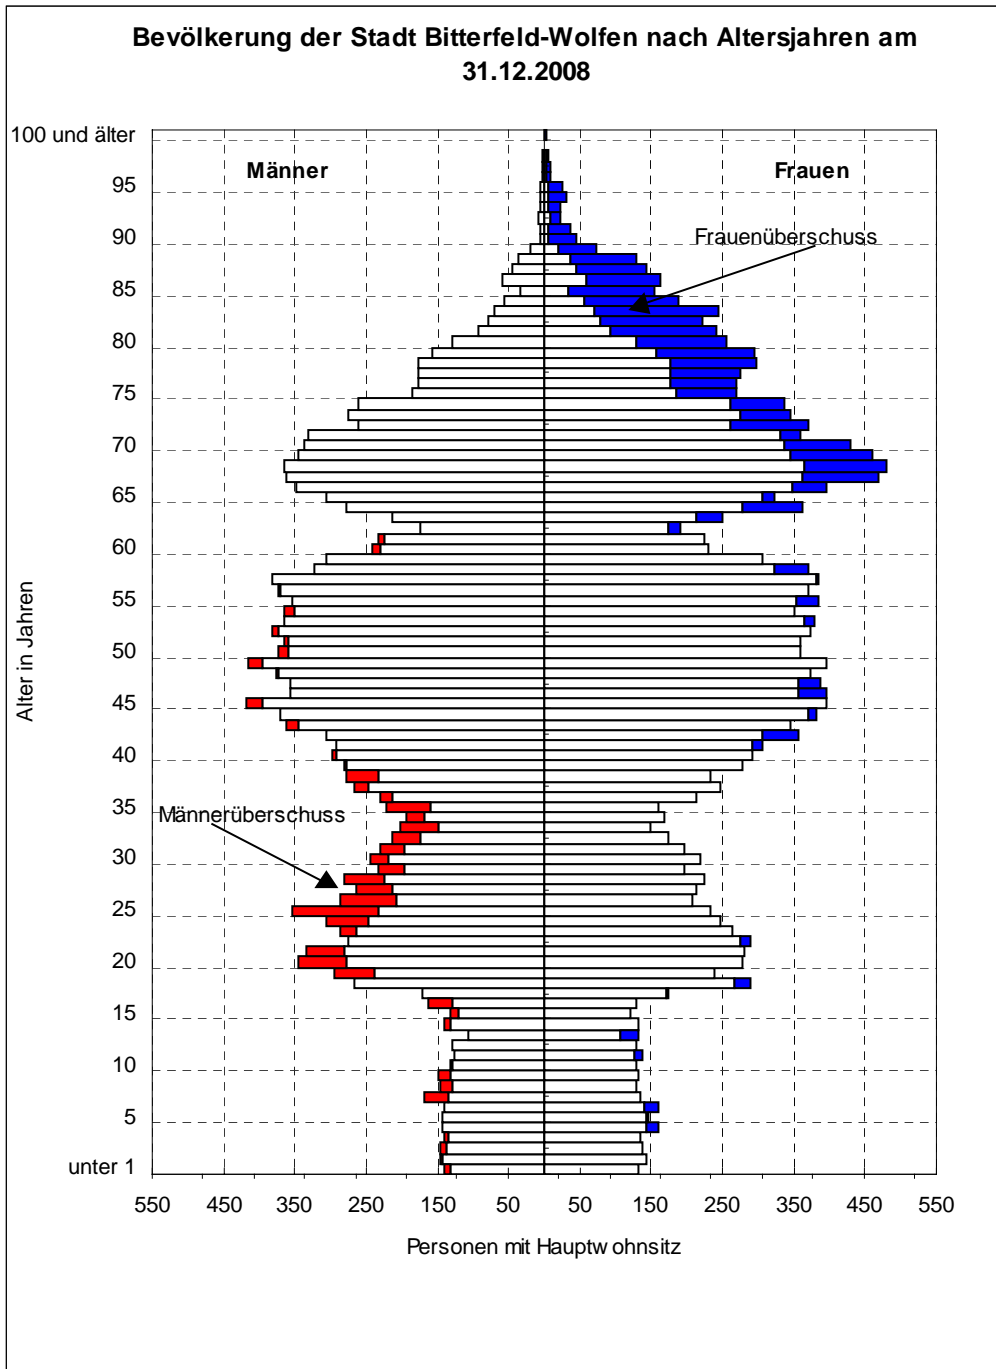 Bevölkerung der Stadt Bitterfeld-Wolfen nach Altersjahren am
31.12.2008
100 und älter
Männer
Frauen
95
90
Frauenüberschuss
85
80
75
70
65
60
55
50
Alter in Jahren
45
40
35
Männerüberschuss
30
25
20
15
10
5
unter 1
550 450 350 250 150 50 50 150 250 350 450 550
Personen mit Hauptwohnsitz